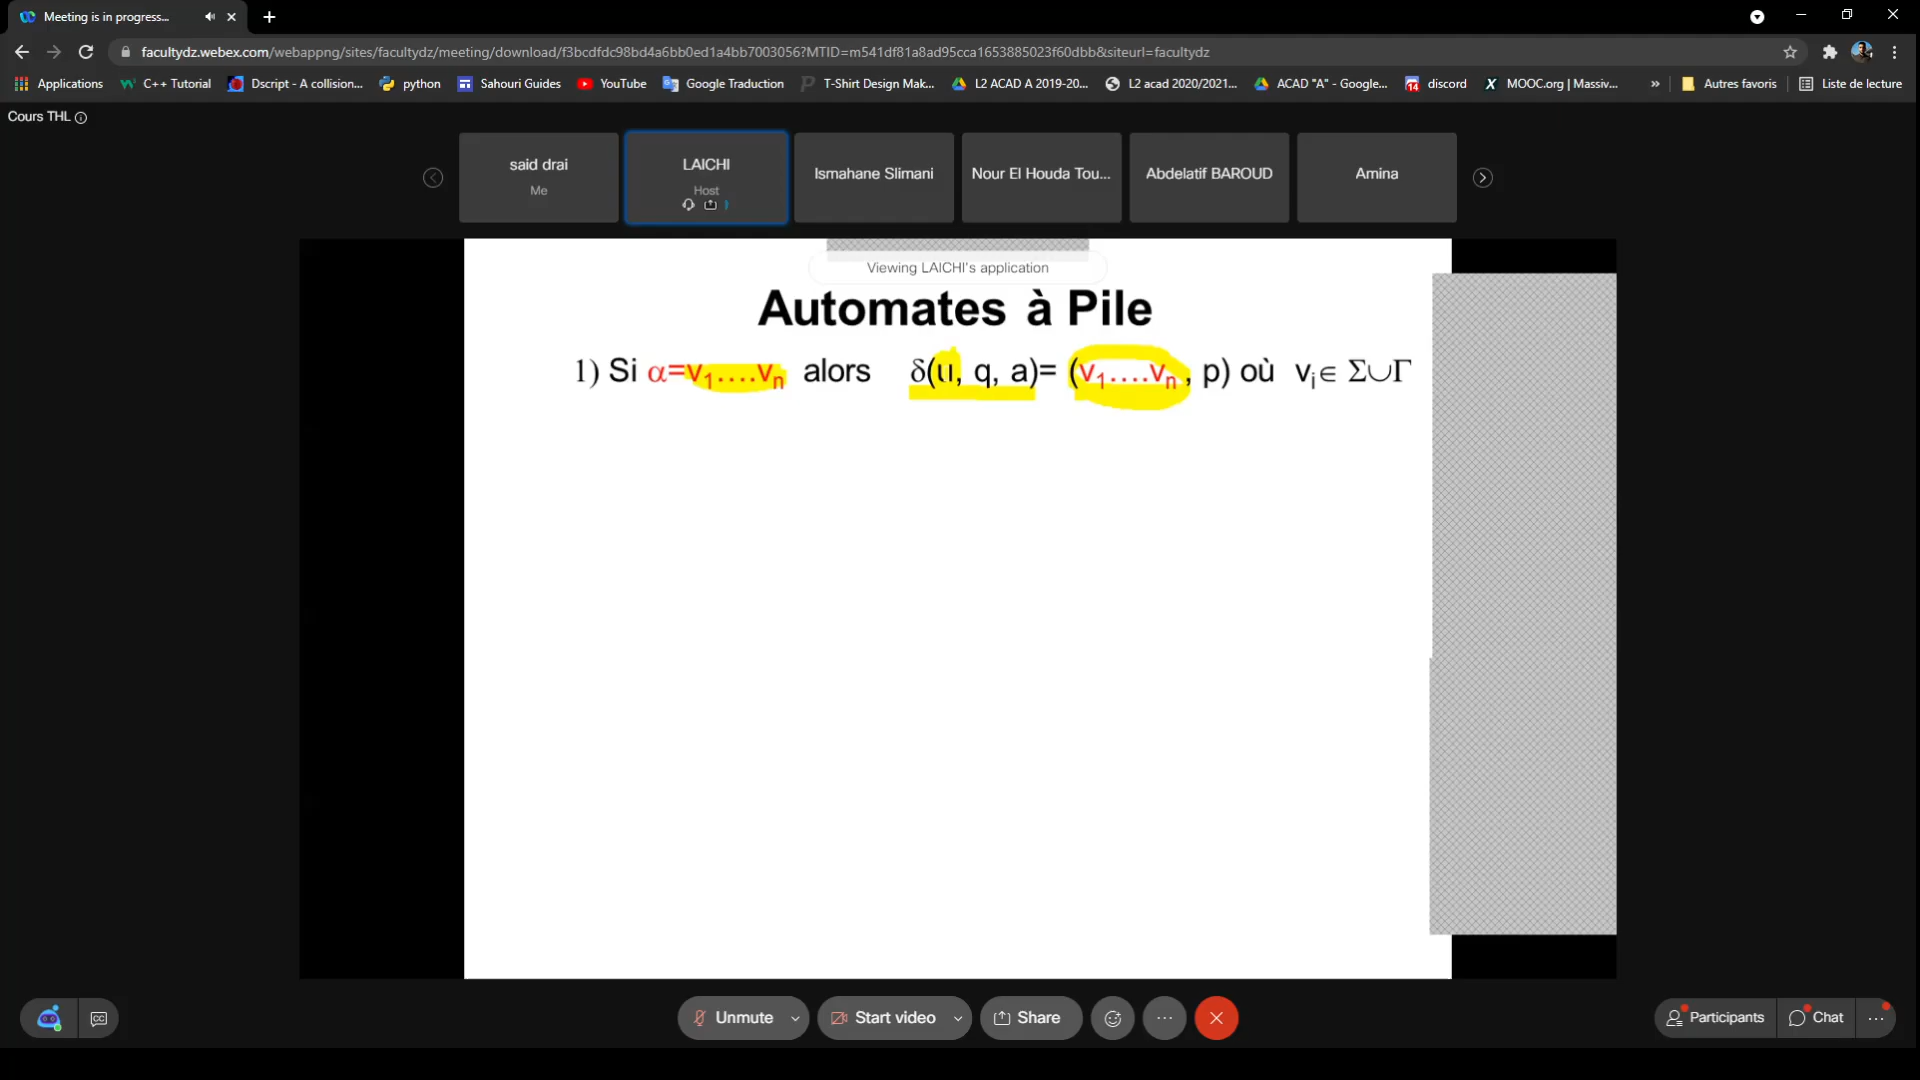 Meeting is in progress...
facultydz.webex.com/webappng/sites/facultydz/meeting/download/f3bcdfdc98bd4a6bb0ed1a4bb7003056?MTID=m541df81a8ad95cca1653885023f60dbb&siteurl=facultydz
Applications C++ Tutorial Dscript - A collision... python Sahouri Guides YouTube Google Traduction T-Shirt Design Mak... L2 ACAD A 2019-20... L2 acad 2020/2021... ACAD "A" - Google... 14 discord MOOC.org | Massiv... » Autres favoris Liste de lecture
Cours THL
said drai
Me
LAICHI
Host
Ismahane Slimani
Nour El Houda Tou...
Abdelatif BAROUD
Amina
Viewing LAICHI's application
Automates à Pile
1) Si α=v₁....vₙ alors δ(u, q, a)= (v₁....vₙ, p) où vᵢ∈ Σ∪Γ
CC
Unmute Start video Share
Participants Chat